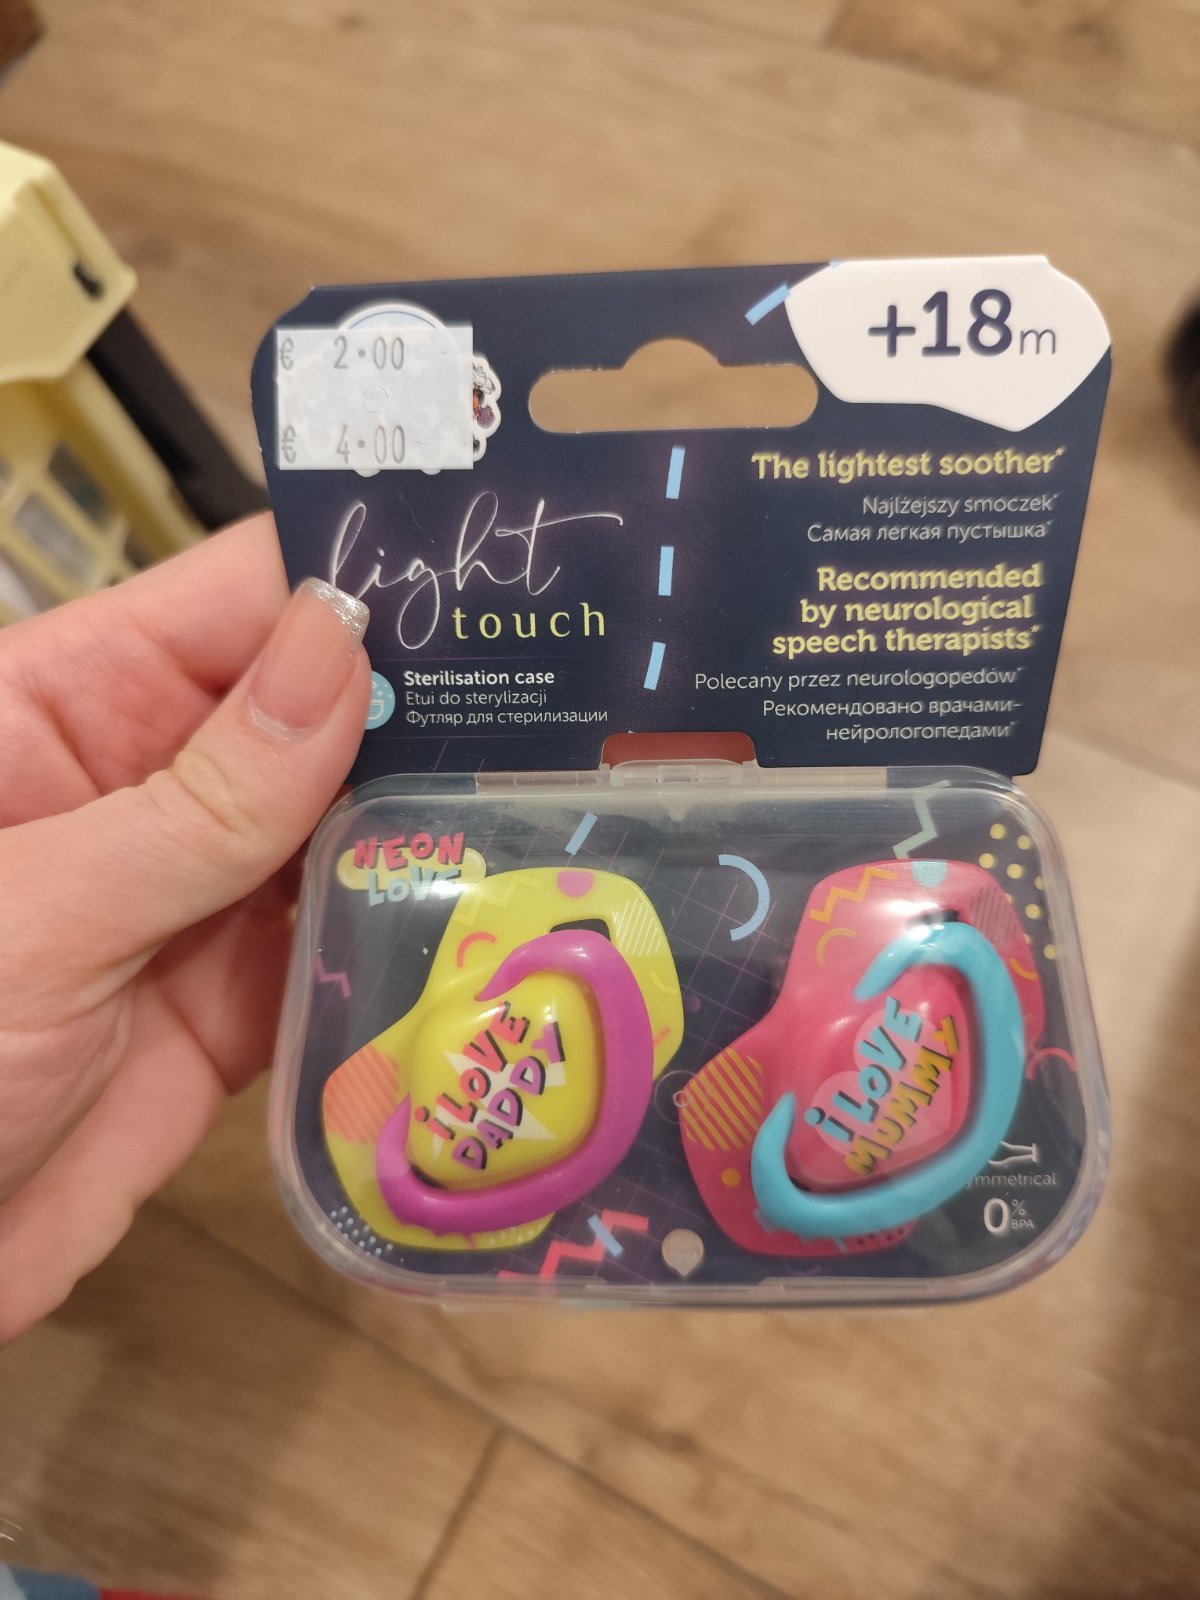 € 2.00
€ 4.00
+18m
light
touch
Sterilisation case
Etui do sterylizacji
Футляр для стерилизации
The lightest soother*
Najlżejszy smoczek*
Самая легкая пустышка*
Recommended
by neurological
speech therapists*
Polecany przez neurologopedów*
Рекомендовано врачами-
нейрологопедами*
NEON
LOVE
i LOVE
DADDY
i LOVE
MUMMY
0%
BPA